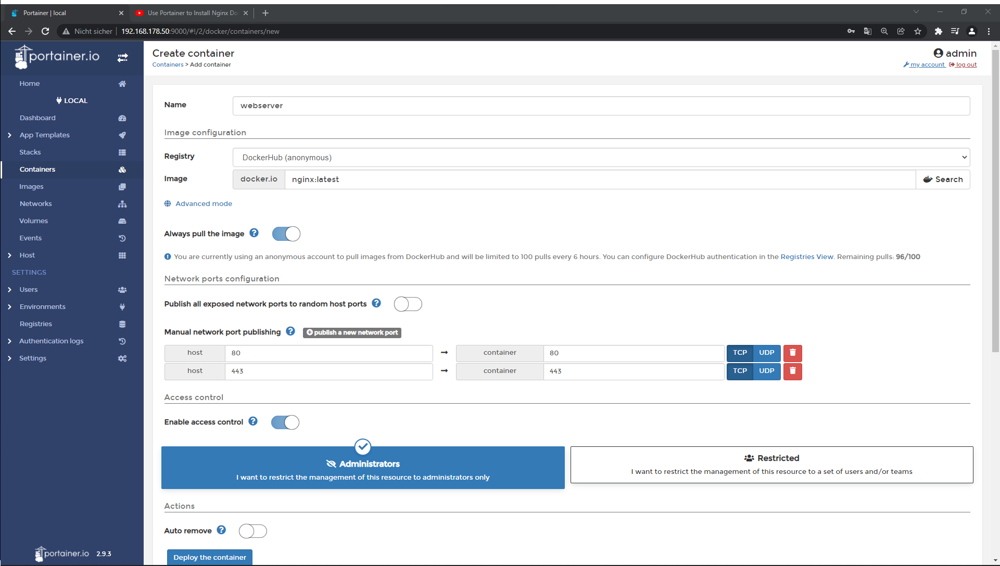 Portainer | local
Use Portainer to Install Nginx Do
Nicht sicher
192.168.178.50:9000/#!/2/docker/containers/new
portainer.io
Home
LOCAL
Dashboard
App Templates
Stacks
Containers
Images
Networks
Volumes
Events
Host
SETTINGS
Users
Environments
Registries
Authentication logs
Settings
portainer.io 2.9.3
Create container
Containers > Add container
admin
my account log out
Name
webserver
Image configuration
Registry
DockerHub (anonymous)
Image
docker.io
nginx:latest
Search
Advanced mode
Always pull the image
You are currently using an anonymous account to pull images from DockerHub and will be limited to 100 pulls every 6 hours. You can configure DockerHub authentication in the Registries View. Remaining pulls: 96/100
Network ports configuration
Publish all exposed network ports to random host ports
Manual network port publishing
publish a new network port
host 80 → container 80 TCP UDP
host 443 → container 443 TCP UDP
Access control
Enable access control
Administrators
I want to restrict the management of this resource to administrators only
Restricted
I want to restrict the management of this resource to a set of users and/or teams
Actions
Auto remove
Deploy the container